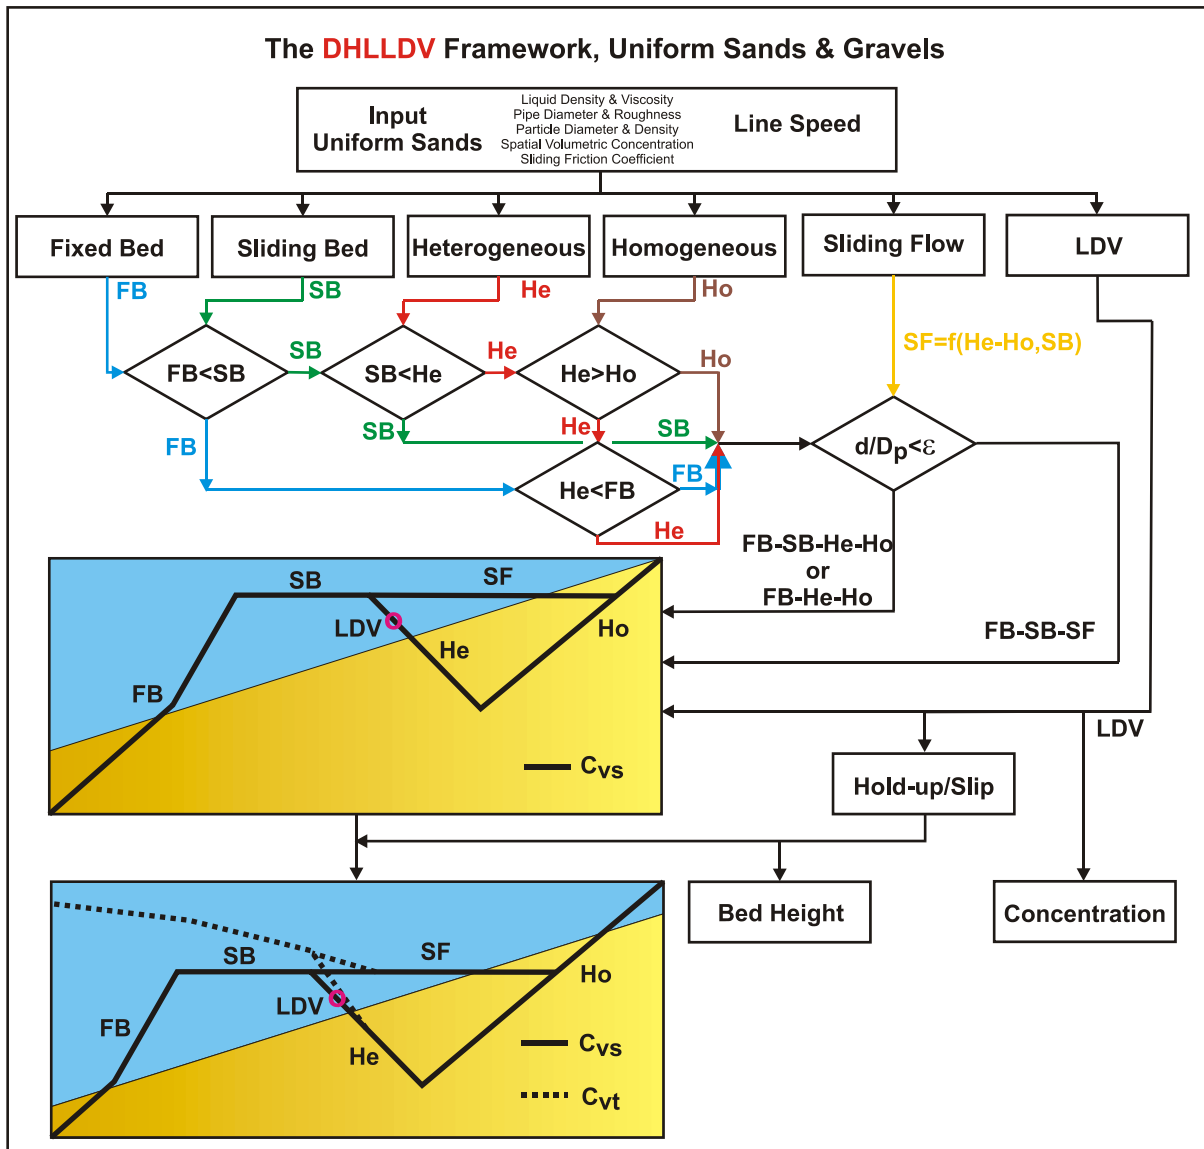 The DHLLDV Framework, Uniform Sands & Gravels
Input
Uniform Sands
Liquid Density & Viscosity
Pipe Diameter & Roughness
Particle Diameter & Density
Spatial Volumetric Concentration
Sliding Friction Coefficient
Line Speed
Fixed Bed
Sliding Bed
Heterogeneous
Homogeneous
Sliding Flow
LDV
FB
SB
He
Ho
SF=f(He-Ho,SB)
FB<SB
SB
SB<He
He
He>Ho
Ho
FB
SB
He
SB
d/Dp<ε
He<FB
FB
He
FB-SB-He-Ho
or
FB-He-Ho
FB-SB-SF
SB
SF
LDV
He
Ho
FB
Cvs
LDV
Hold-up/Slip
Bed Height
Concentration
SB
SF
Ho
LDV
FB
He
Cvs
Cvt